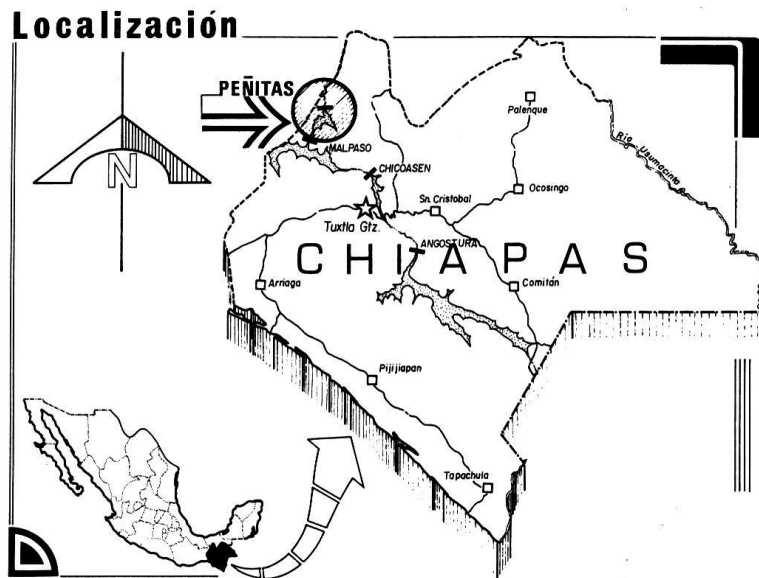 Localización
PEÑITAS
N
MALPASO
CHICOASEN
Palenque
Río Usumacinta
Sn. Cristobal
Ocosingo
Tuxtla Gtz.
ANGOSTURA
CHIAPAS
Arriaga
Comitán
Pijijiapan
Tapachula